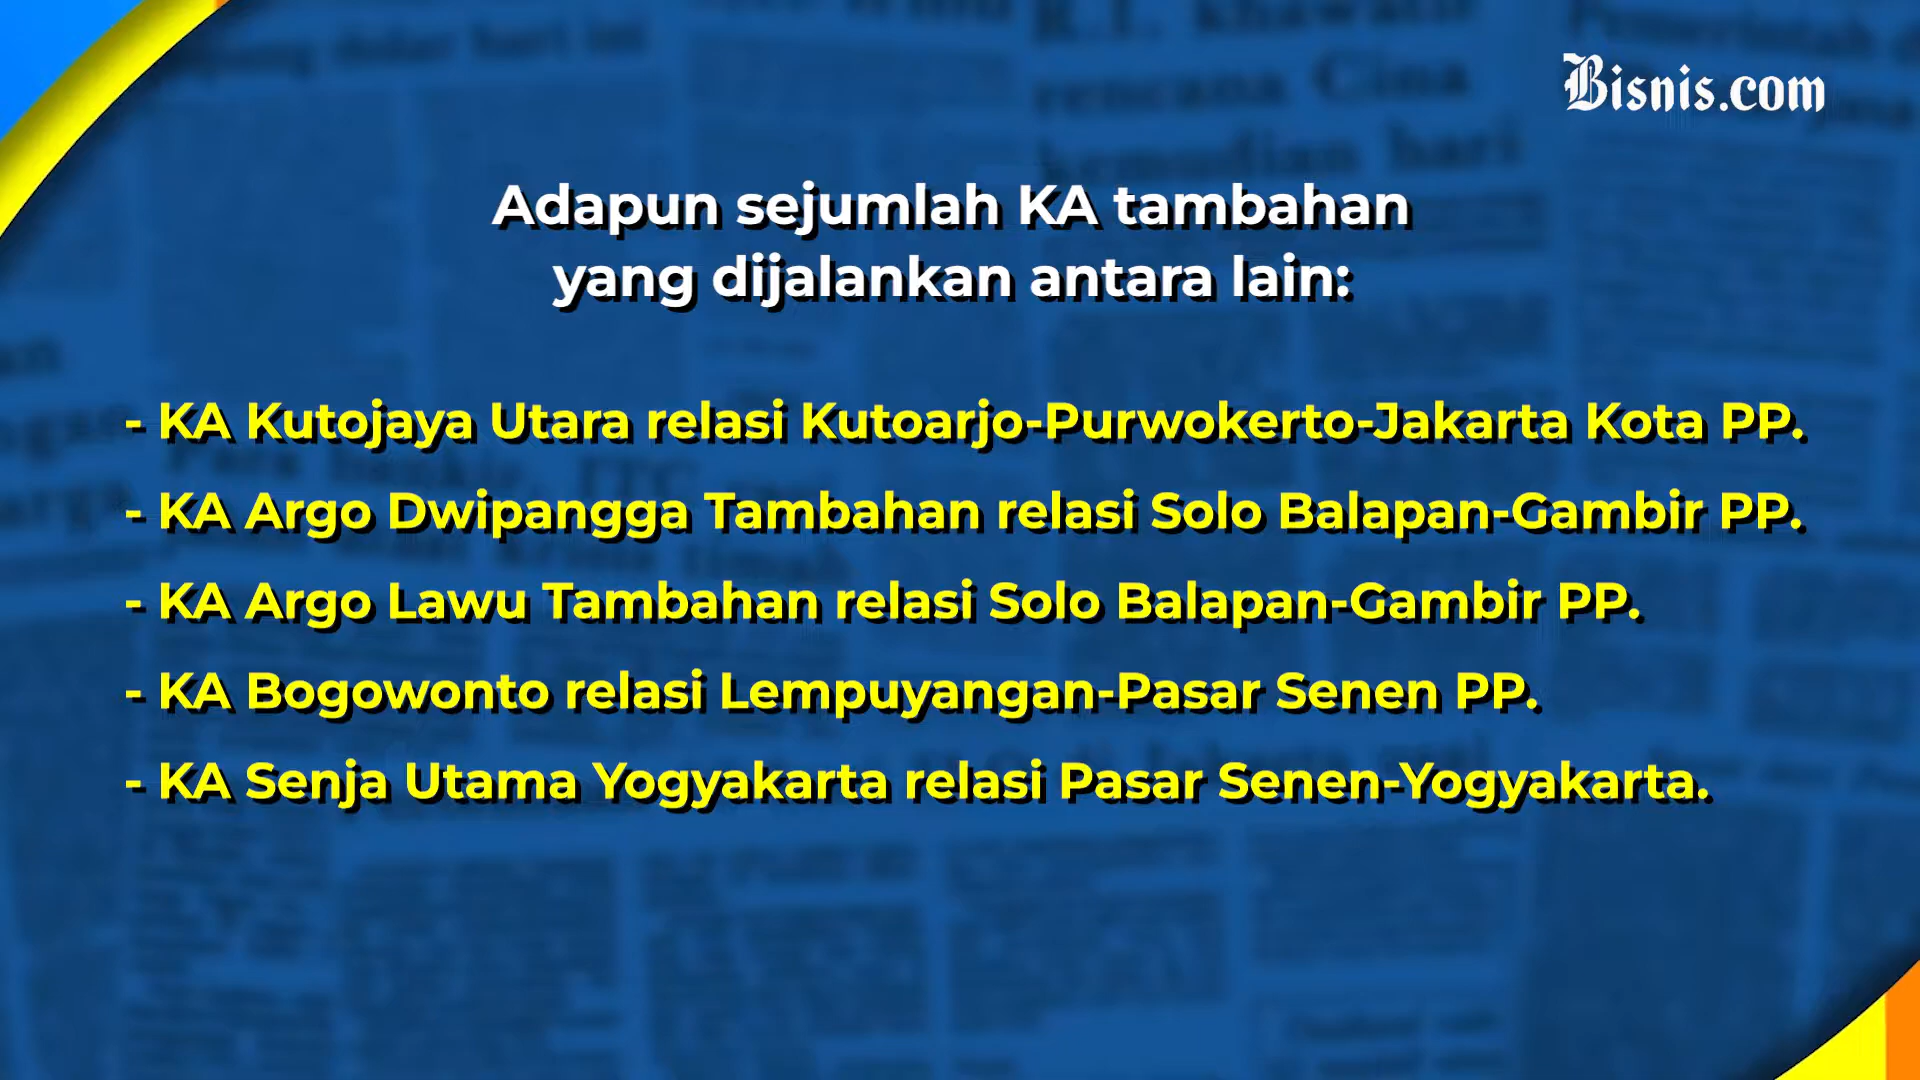 Bisnis.com
Adapun sejumlah KA tambahan
yang dijalankan antara lain:
- KA Kutojaya Utara relasi Kutoarjo-Purwokerto-Jakarta Kota PP.
- KA Argo Dwipangga Tambahan relasi Solo Balapan-Gambir PP.
- KA Argo Lawu Tambahan relasi Solo Balapan-Gambir PP.
- KA Bogowonto relasi Lempuyangan-Pasar Senen PP.
- KA Senja Utama Yogyakarta relasi Pasar Senen-Yogyakarta.